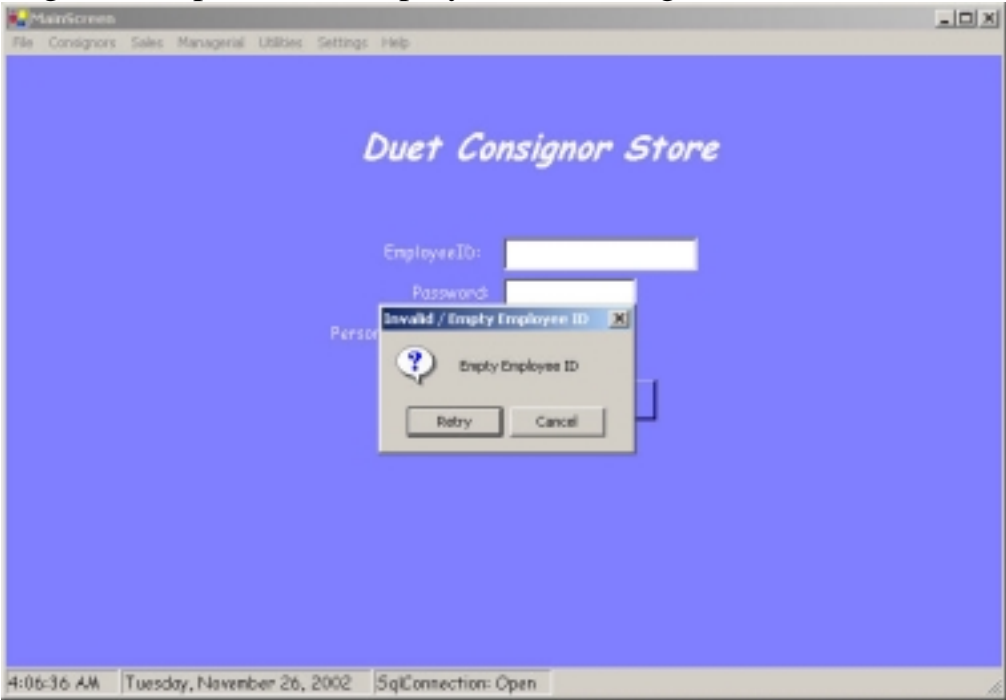 MainScreen
File Consignors Sales Managerial Utilities Settings Help
Duet Consignor Store
EmployeeID:
Password:
Invalid / Empty Employee ID
Empty Employee ID
Retry Cancel
4:06:36 AM Tuesday, November 26, 2002 SqlConnection: Open